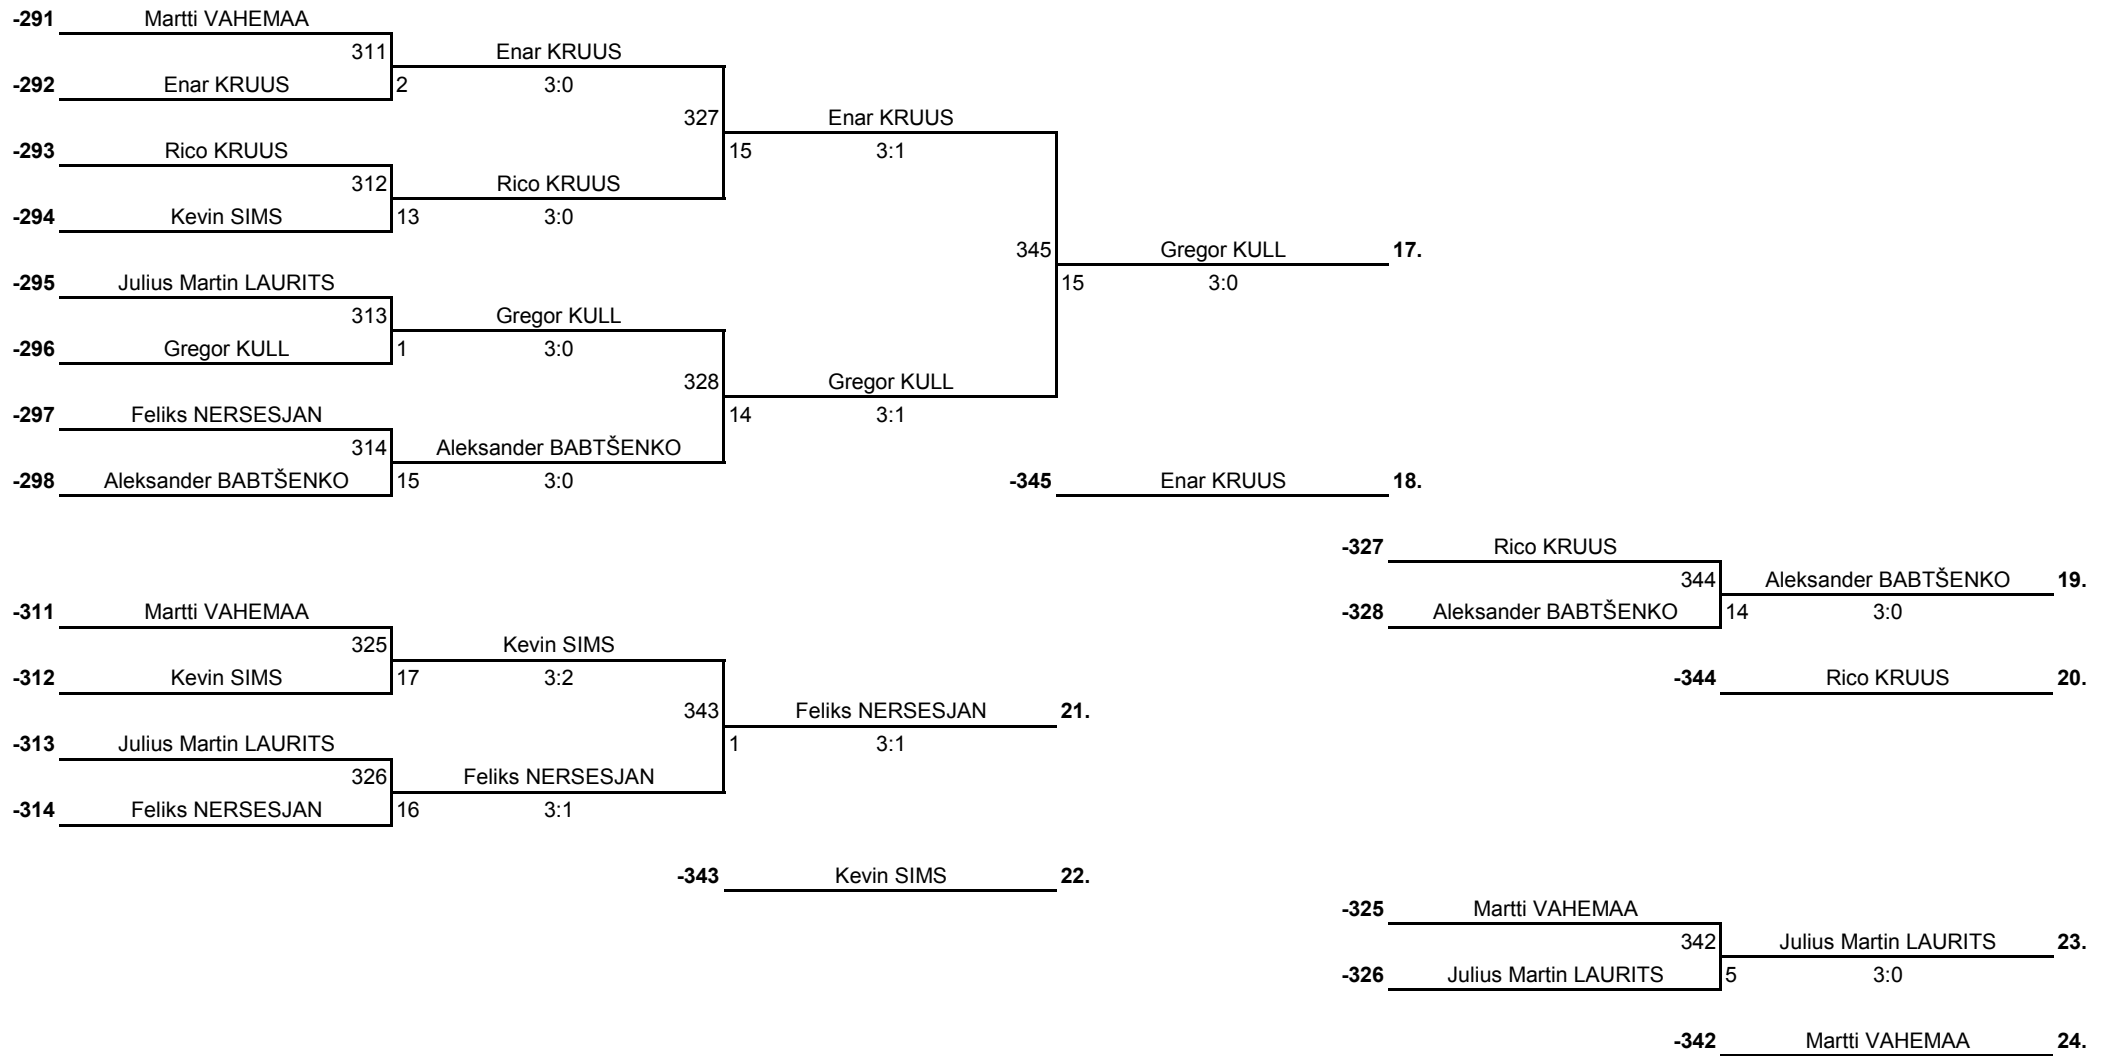 -291 Martti VAHEMAA
311 Enar KRUUS
-292 Enar KRUUS 2 3:0
327 Enar KRUUS
-293 Rico KRUUS 15 3:1
312 Rico KRUUS
-294 Kevin SIMS 13 3:0
345 Gregor KULL 17.
-295 Julius Martin LAURITS 15 3:0
313 Gregor KULL
-296 Gregor KULL 1 3:0
328 Gregor KULL
-297 Feliks NERSESJAN 14 3:1
314 Aleksander BABTŠENKO
-298 Aleksander BABTŠENKO 15 3:0 -345 Enar KRUUS 18.
-327 Rico KRUUS
344 Aleksander BABTŠENKO 19.
-311 Martti VAHEMAA -328 Aleksander BABTŠENKO 14 3:0
325 Kevin SIMS
-312 Kevin SIMS 17 3:2 -344 Rico KRUUS 20.
343 Feliks NERSESJAN 21.
-313 Julius Martin LAURITS 1 3:1
326 Feliks NERSESJAN
-314 Feliks NERSESJAN 16 3:1
-343 Kevin SIMS 22.
-325 Martti VAHEMAA
342 Julius Martin LAURITS 23.
-326 Julius Martin LAURITS 5 3:0
-342 Martti VAHEMAA 24.